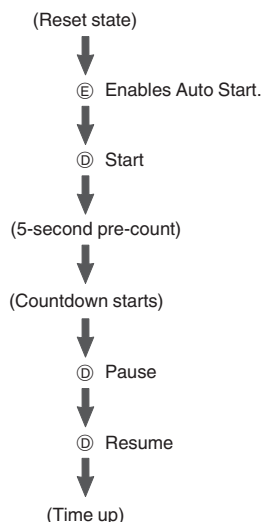 (Reset state)
Ⓔ Enables Auto Start.
Ⓓ Start
(5-second pre-count)
(Countdown starts)
Ⓓ Pause
Ⓓ Resume
(Time up)